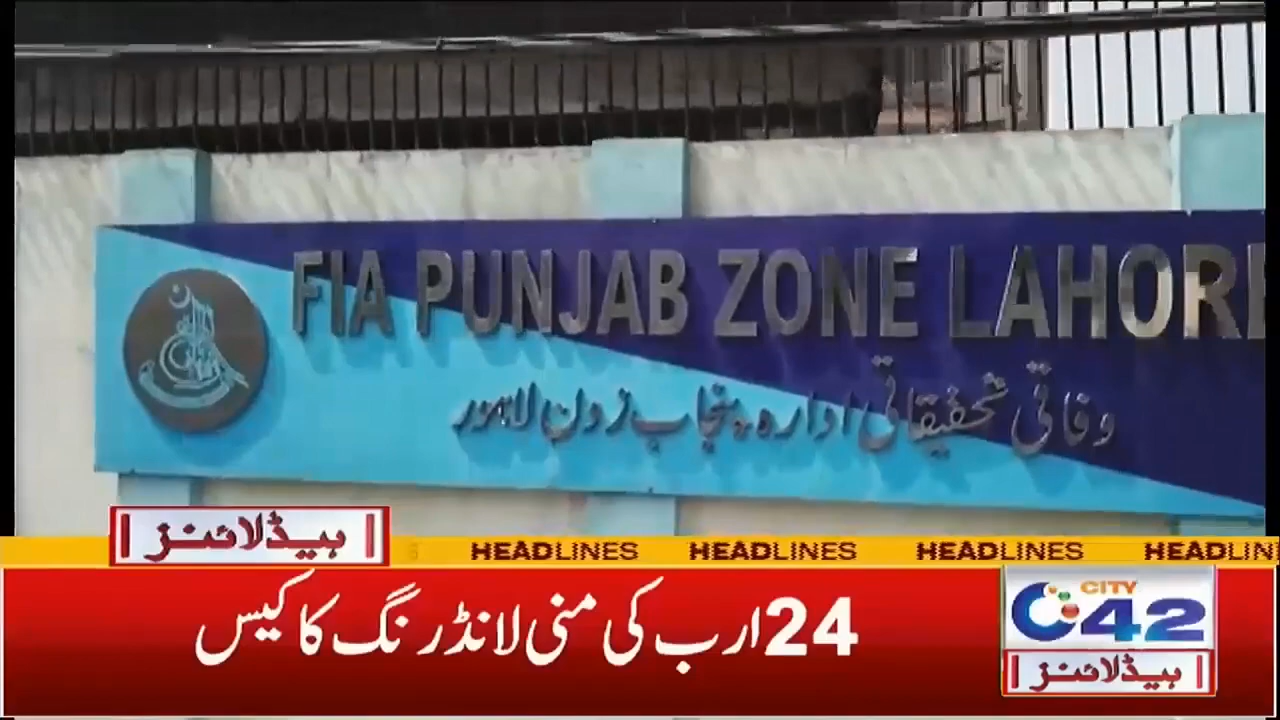 FIA PUNJAB ZONE LAHORE
وفاقی تحقیقاتی ادارہ پنجاب زون لاہور
ہیڈلائنز
HEADLINES HEADLINES HEADLINES HEADLIN
24 ارب کی منی لانڈرنگ کا کیس
CITY
42
ہیڈلائنز